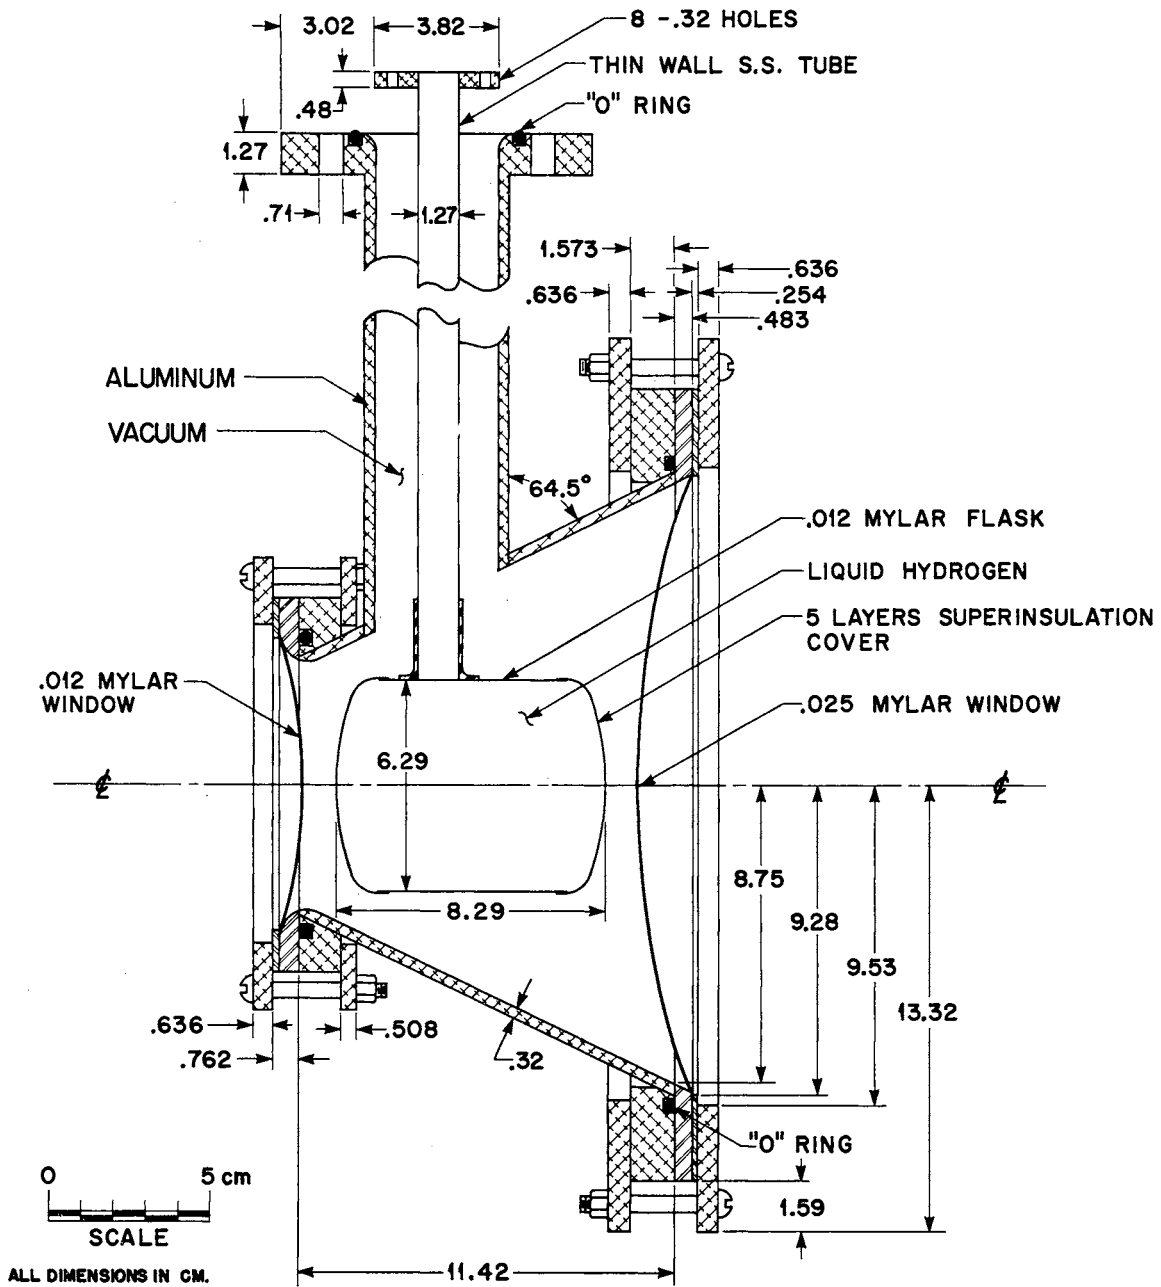 3.02
3.82
8 -.32 HOLES
THIN WALL S.S. TUBE
.48
"O" RING
1.27
.71
1.27
1.573
.636
.636
.254
.483
ALUMINUM
VACUUM
64.5°
.012 MYLAR FLASK
LIQUID HYDROGEN
5 LAYERS SUPERINSULATION
COVER
.012 MYLAR
WINDOW
.025 MYLAR WINDOW
6.29
℄
℄
8.75
8.29
9.28
9.53
13.32
.636
.508
.762
.32
"O" RING
0 5 cm
SCALE
1.59
11.42
ALL DIMENSIONS IN CM.